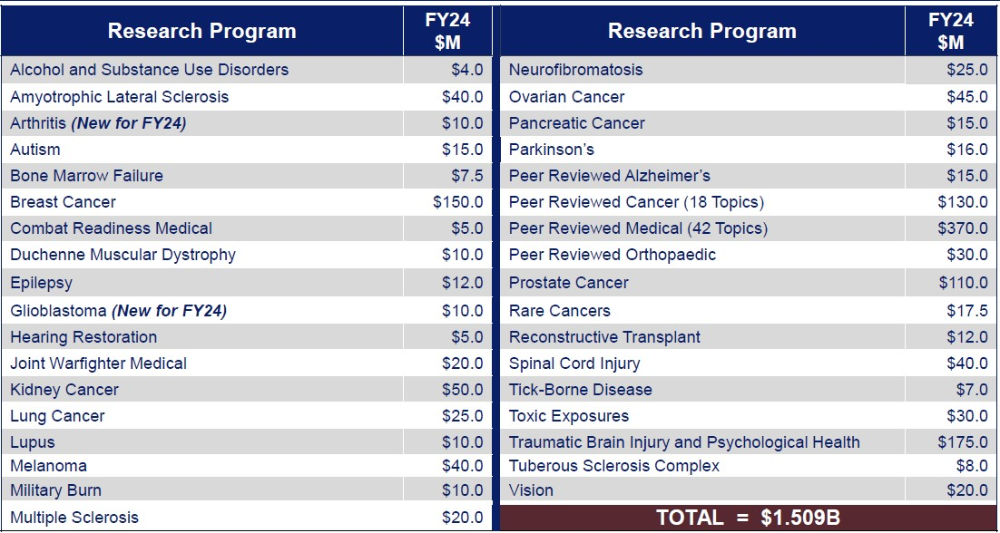 Research Program FY24 $M
Alcohol and Substance Use Disorders $4.0
Amyotrophic Lateral Sclerosis $40.0
Arthritis (New for FY24) $10.0
Autism $15.0
Bone Marrow Failure $7.5
Breast Cancer $150.0
Combat Readiness Medical $5.0
Duchenne Muscular Dystrophy $10.0
Epilepsy $12.0
Glioblastoma (New for FY24) $10.0
Hearing Restoration $5.0
Joint Warfighter Medical $20.0
Kidney Cancer $50.0
Lung Cancer $25.0
Lupus $10.0
Melanoma $40.0
Military Burn $10.0
Multiple Sclerosis $20.0
Research Program FY24 $M
Neurofibromatosis $25.0
Ovarian Cancer $45.0
Pancreatic Cancer $15.0
Parkinson’s $16.0
Peer Reviewed Alzheimer’s $15.0
Peer Reviewed Cancer (18 Topics) $130.0
Peer Reviewed Medical (42 Topics) $370.0
Peer Reviewed Orthopaedic $30.0
Prostate Cancer $110.0
Rare Cancers $17.5
Reconstructive Transplant $12.0
Spinal Cord Injury $40.0
Tick-Borne Disease $7.0
Toxic Exposures $30.0
Traumatic Brain Injury and Psychological Health $175.0
Tuberous Sclerosis Complex $8.0
Vision $20.0
TOTAL = $1.509B